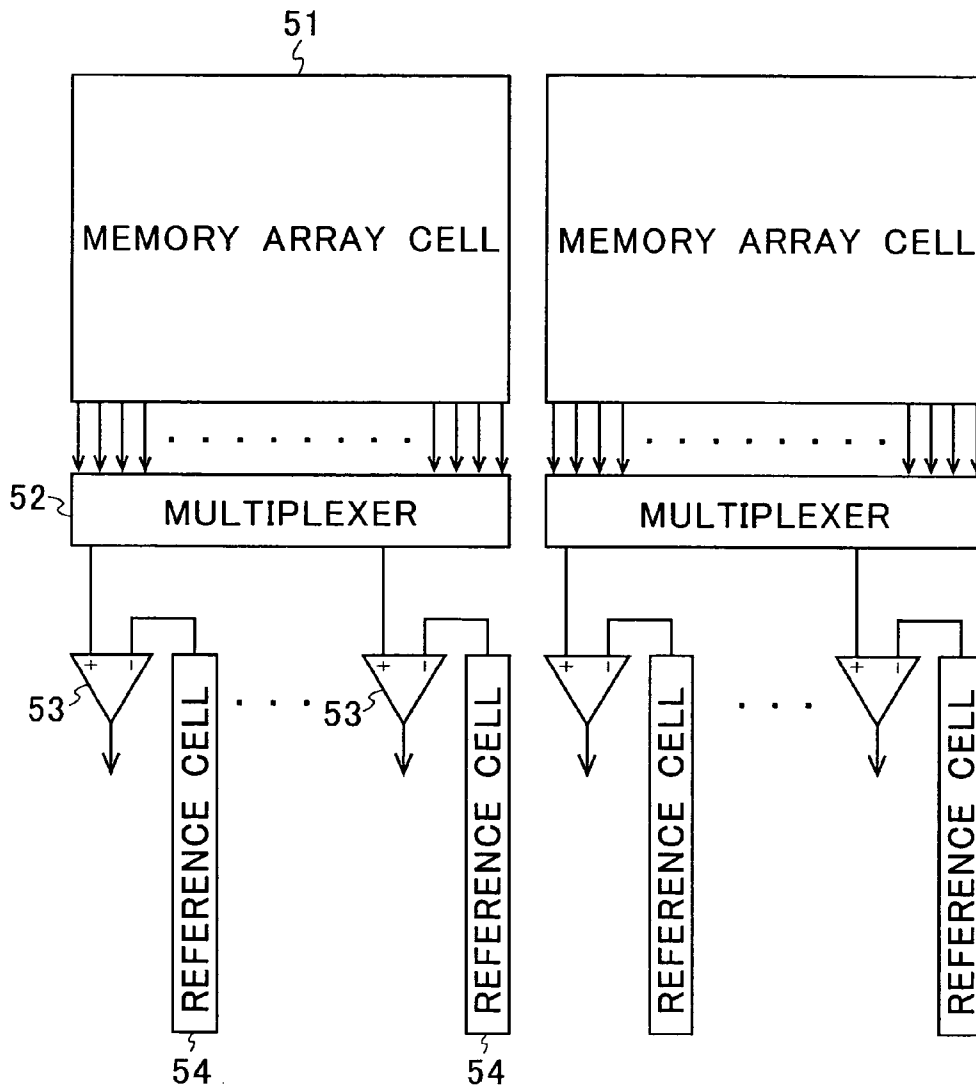 51
MEMORY ARRAY CELL
MEMORY ARRAY CELL
52
MULTIPLEXER
MULTIPLEXER
+ −
+ −
+ −
+ −
53
53
REFERENCE CELL
REFERENCE CELL
REFERENCE CELL
REFERENCE CELL
54
54